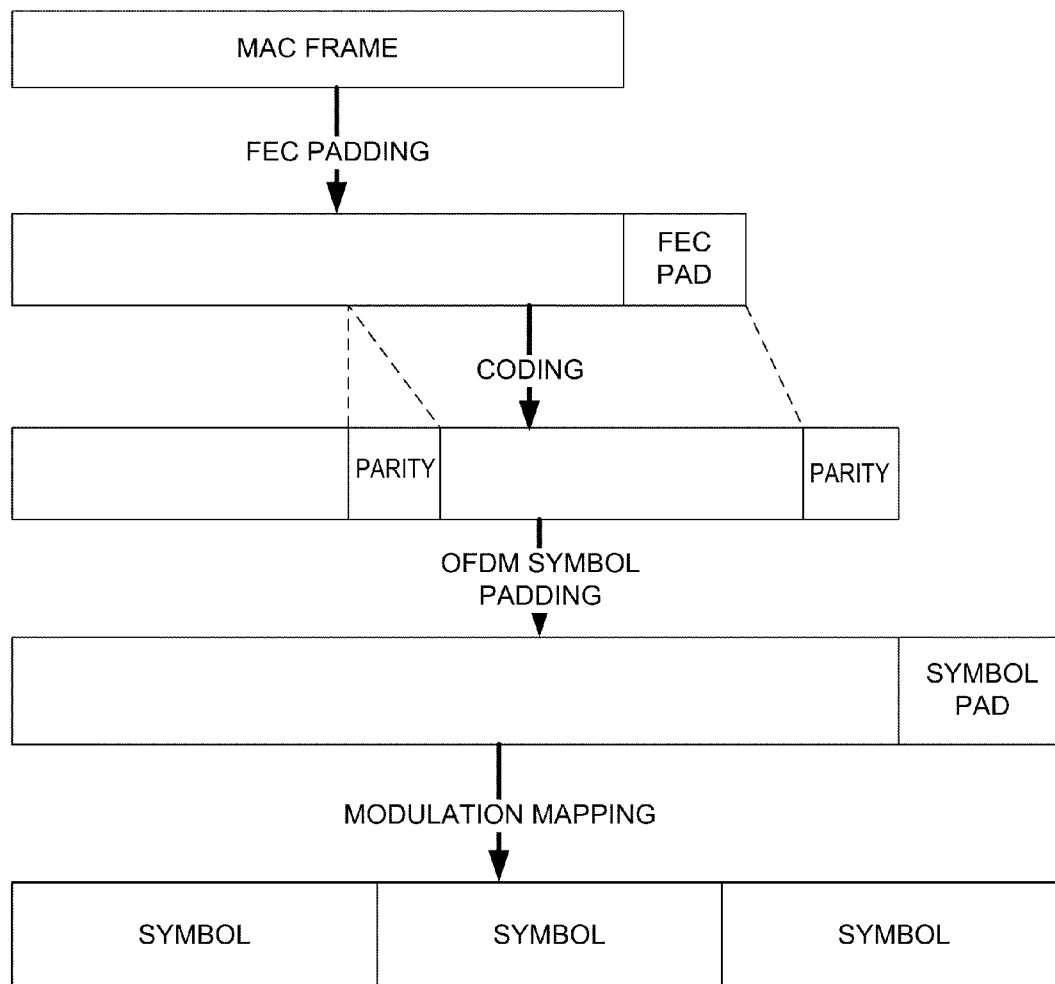 MAC FRAME
FEC PADDING
FEC
PAD
CODING
PARITY
PARITY
OFDM SYMBOL
PADDING
SYMBOL
PAD
MODULATION MAPPING
SYMBOL
SYMBOL
SYMBOL